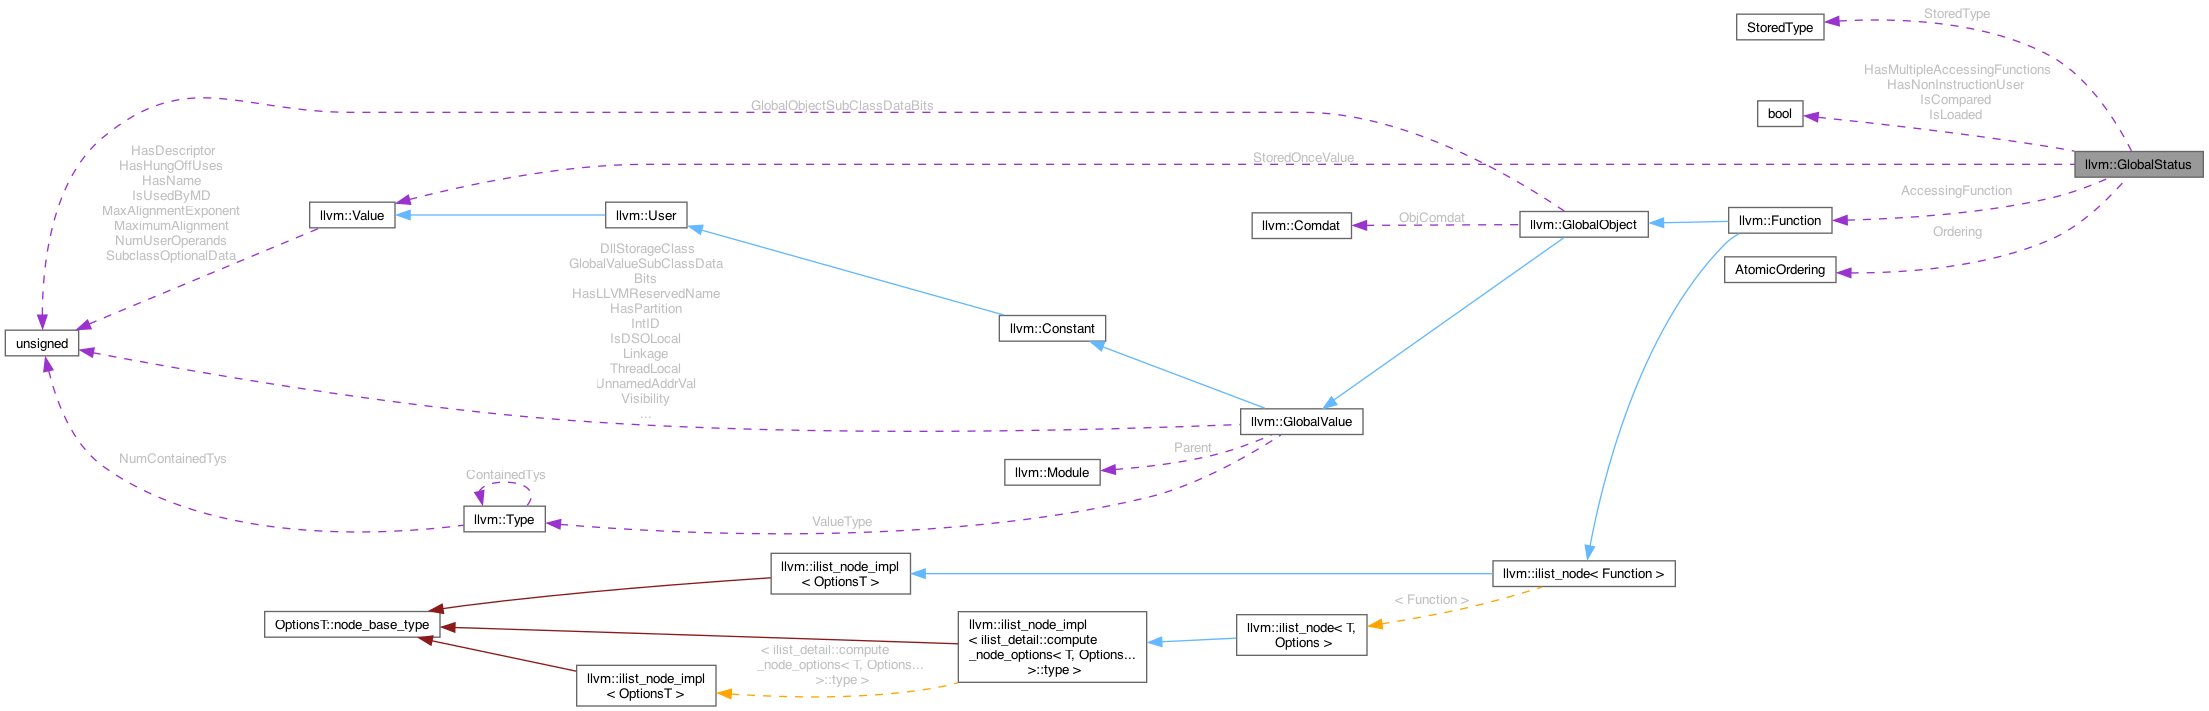 StoredType
StoredType
HasMultipleAccessingFunctions
HasNonInstructionUser
IsCompared
IsLoaded
bool
GlobalObjectSubClassDataBits
HasDescriptor
HasHungOffUses
HasName
IsUsedByMD
MaxAlignmentExponent
MaximumAlignment
NumUserOperands
SubclassOptionalData
StoredOnceValue
llvm::GlobalStatus
AccessingFunction
llvm::Value
llvm::User
llvm::Comdat
ObjComdat
llvm::GlobalObject
llvm::Function
Ordering
AtomicOrdering
DllStorageClass
GlobalValueSubClassData
Bits
HasLLVMReservedName
HasPartition
IntID
IsDSOLocal
Linkage
ThreadLocal
UnnamedAddrVal
Visibility
...
llvm::Constant
unsigned
llvm::GlobalValue
Parent
llvm::Module
NumContainedTys
ContainedTys
llvm::Type
ValueType
llvm::ilist_node_impl
< OptionsT >
llvm::ilist_node< Function >
< Function >
OptionsT::node_base_type
llvm::ilist_node_impl
< ilist_detail::compute
_node_options< T, Options...
>::type >
llvm::ilist_node< T,
Options >
< ilist_detail::compute
_node_options< T, Options...
>::type >
llvm::ilist_node_impl
< OptionsT >